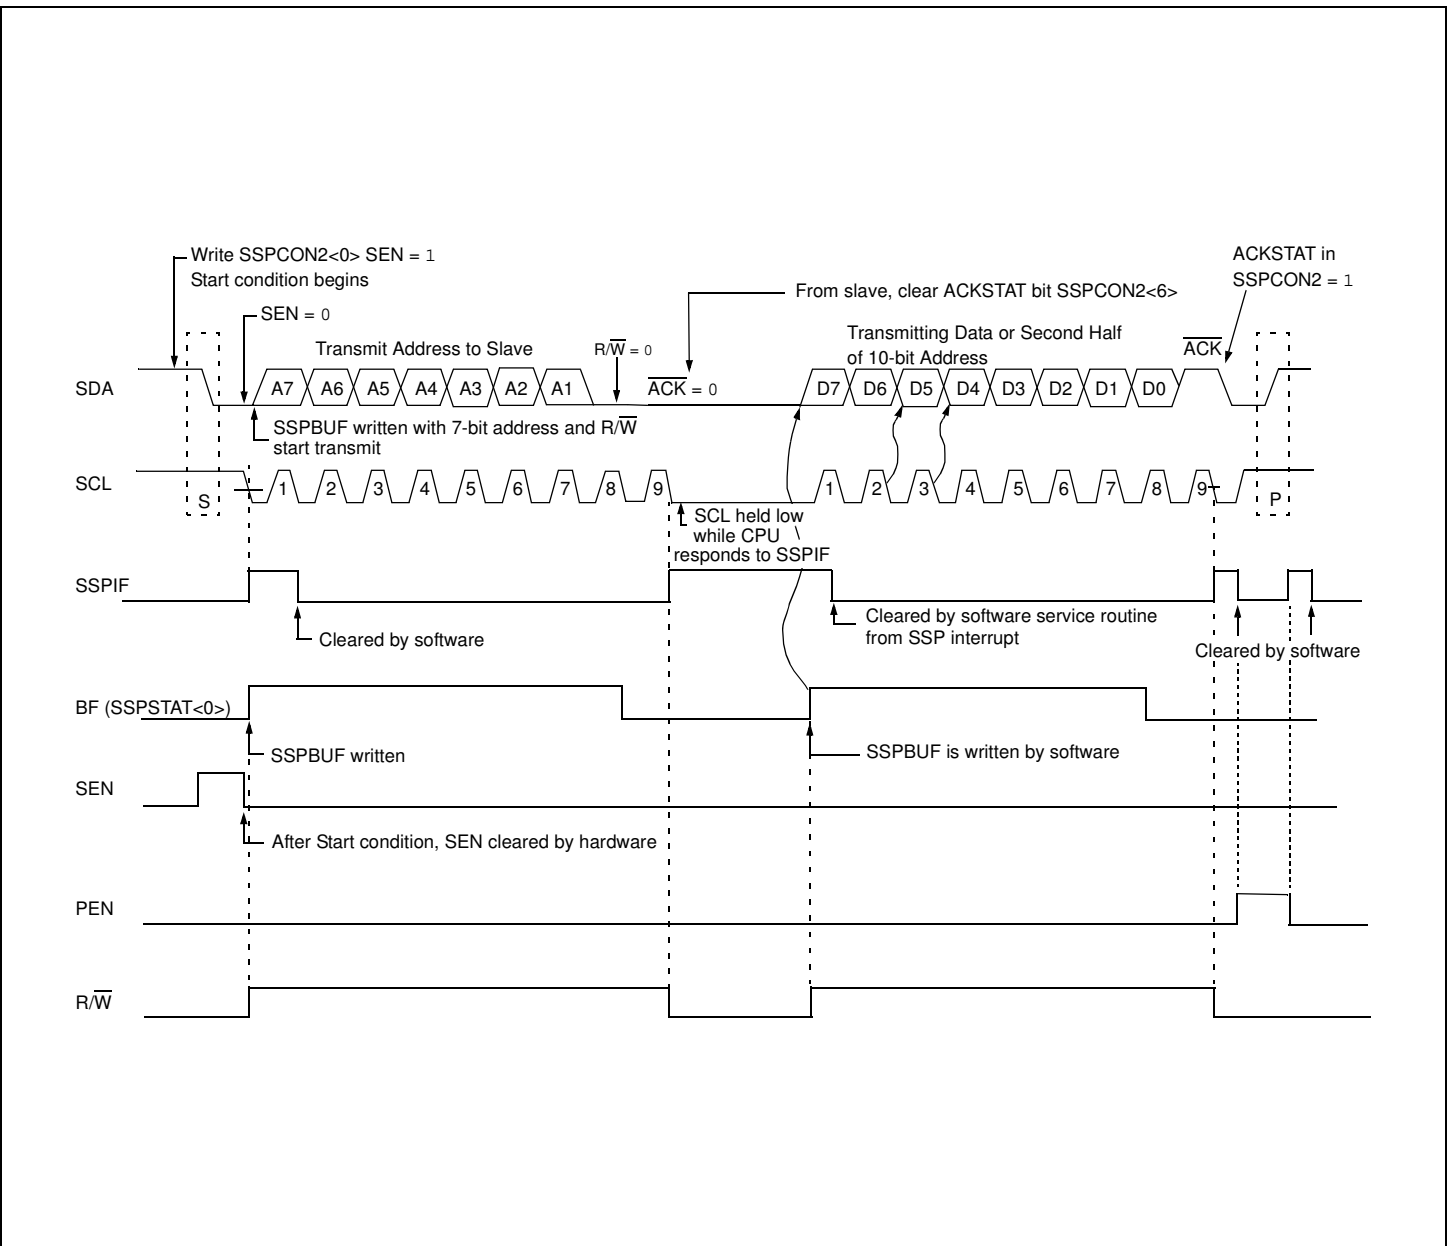 Write SSPCON2<0> SEN = 1
Start condition begins
ACKSTAT in
SSPCON2 = 1
From slave, clear ACKSTAT bit SSPCON2<6>
SEN = 0
Transmitting Data or Second Half
of 10-bit Address
Transmit Address to Slave
R/W̅ = 0
A̅C̅K̅
SDA
A7 A6 A5 A4 A3 A2 A1
A̅C̅K̅ = 0
D7 D6 D5 D4 D3 D2 D1 D0
SSPBUF written with 7-bit address and R/W̅
start transmit
SCL
S
1 2 3 4 5 6 7 8 9
1 2 3 4 5 6 7 8 9
P
SCL held low
while CPU
responds to SSPIF
SSPIF
Cleared by software
Cleared by software service routine
from SSP interrupt
Cleared by software
BF (SSPSTAT<0>)
SSPBUF written
SSPBUF is written by software
SEN
After Start condition, SEN cleared by hardware
PEN
R/W̅